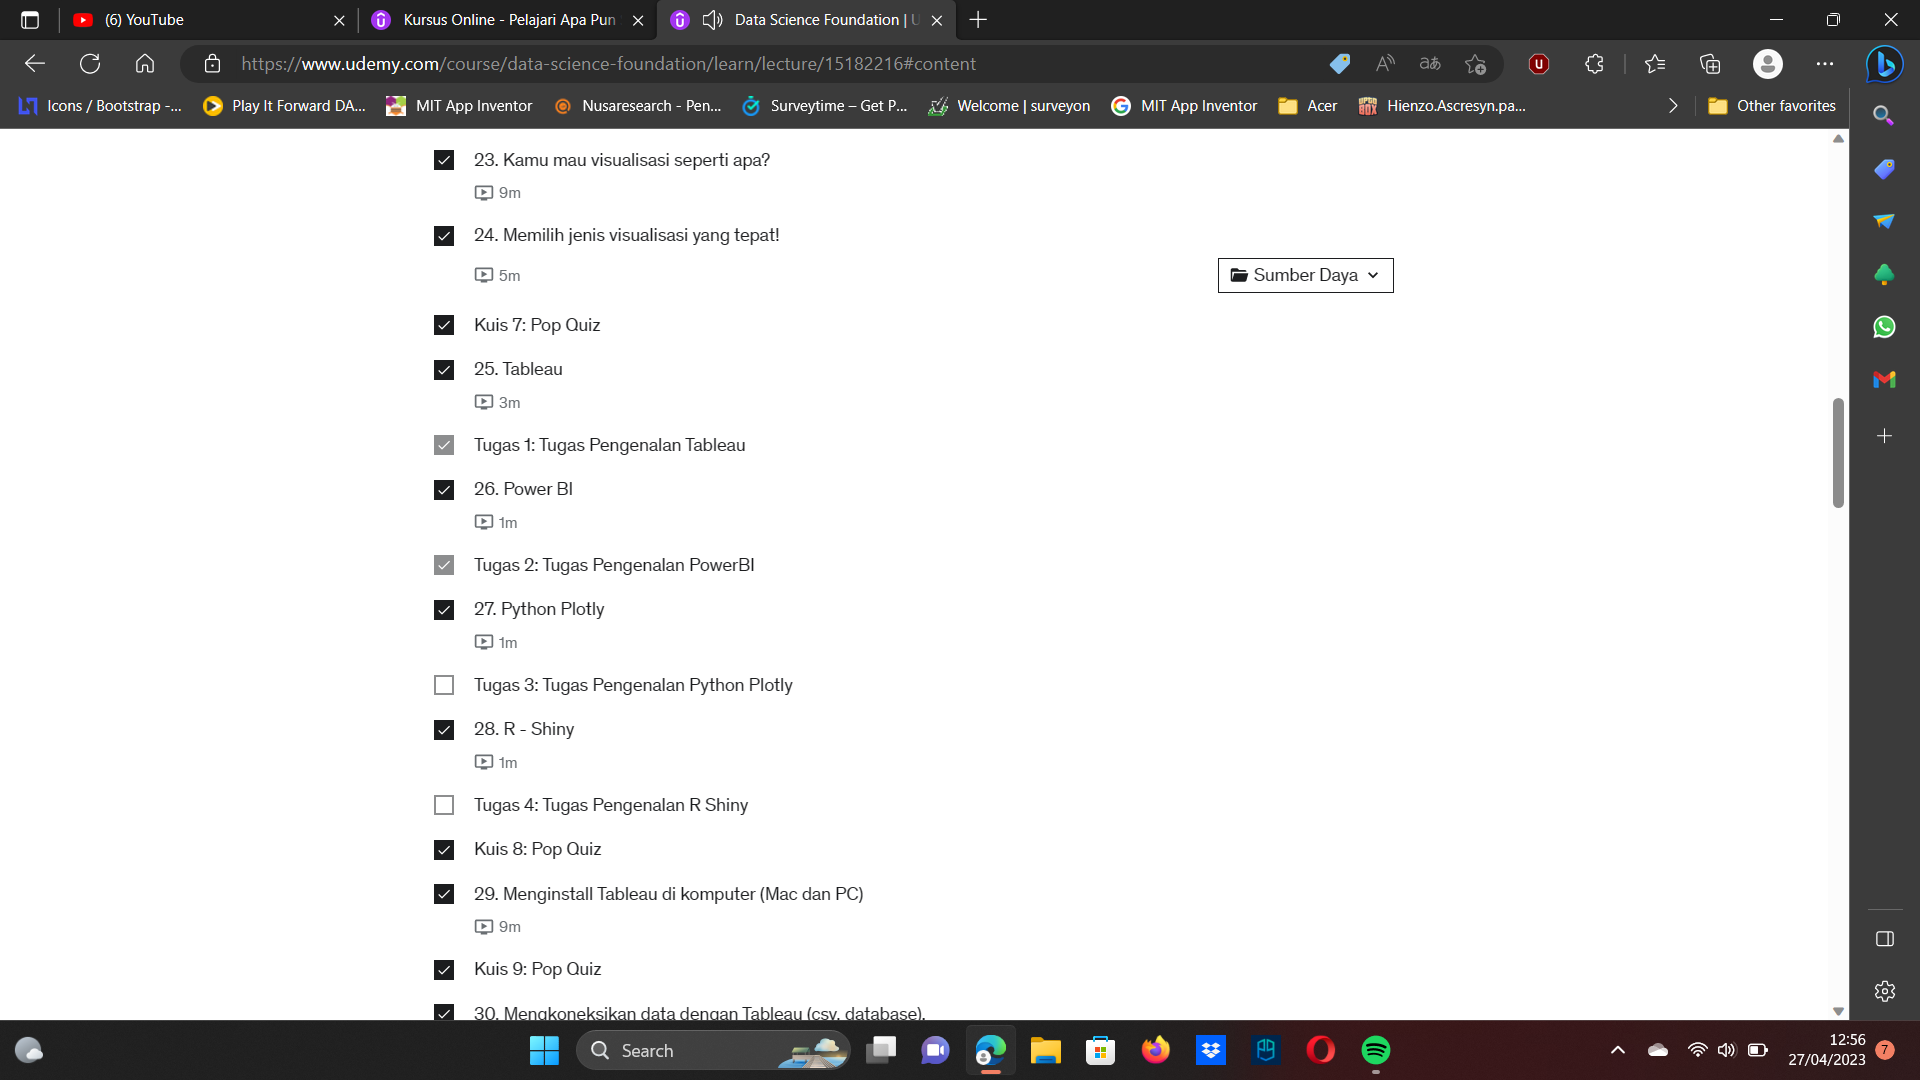 (6) YouTube
Kursus Online - Pelajari Apa Pun
Data Science Foundation | U
https://www.udemy.com/course/data-science-foundation/learn/lecture/15182216#content
Icons / Bootstrap -...
Play It Forward DA...
MIT App Inventor
Nusaresearch - Pen...
Surveytime – Get P...
Welcome | surveyon
MIT App Inventor
Acer
Hienzo.Ascresyn.pa...
Other favorites
23. Kamu mau visualisasi seperti apa?
9m
24. Memilih jenis visualisasi yang tepat!
5m
Sumber Daya
Kuis 7: Pop Quiz
25. Tableau
3m
Tugas 1: Tugas Pengenalan Tableau
26. Power BI
1m
Tugas 2: Tugas Pengenalan PowerBI
27. Python Plotly
1m
Tugas 3: Tugas Pengenalan Python Plotly
28. R - Shiny
1m
Tugas 4: Tugas Pengenalan R Shiny
Kuis 8: Pop Quiz
29. Menginstall Tableau di komputer (Mac dan PC)
9m
Kuis 9: Pop Quiz
30. Mengkoneksikan data dengan Tableau (csv, database).
Search
12:56
27/04/2023
7